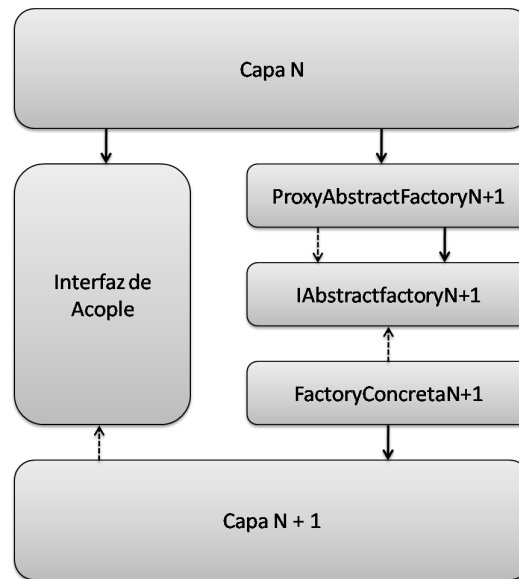 Capa N
ProxyAbstractFactoryN+1
Interfaz de
Acople
IAbstractfactoryN+1
FactoryConcretaN+1
Capa N + 1